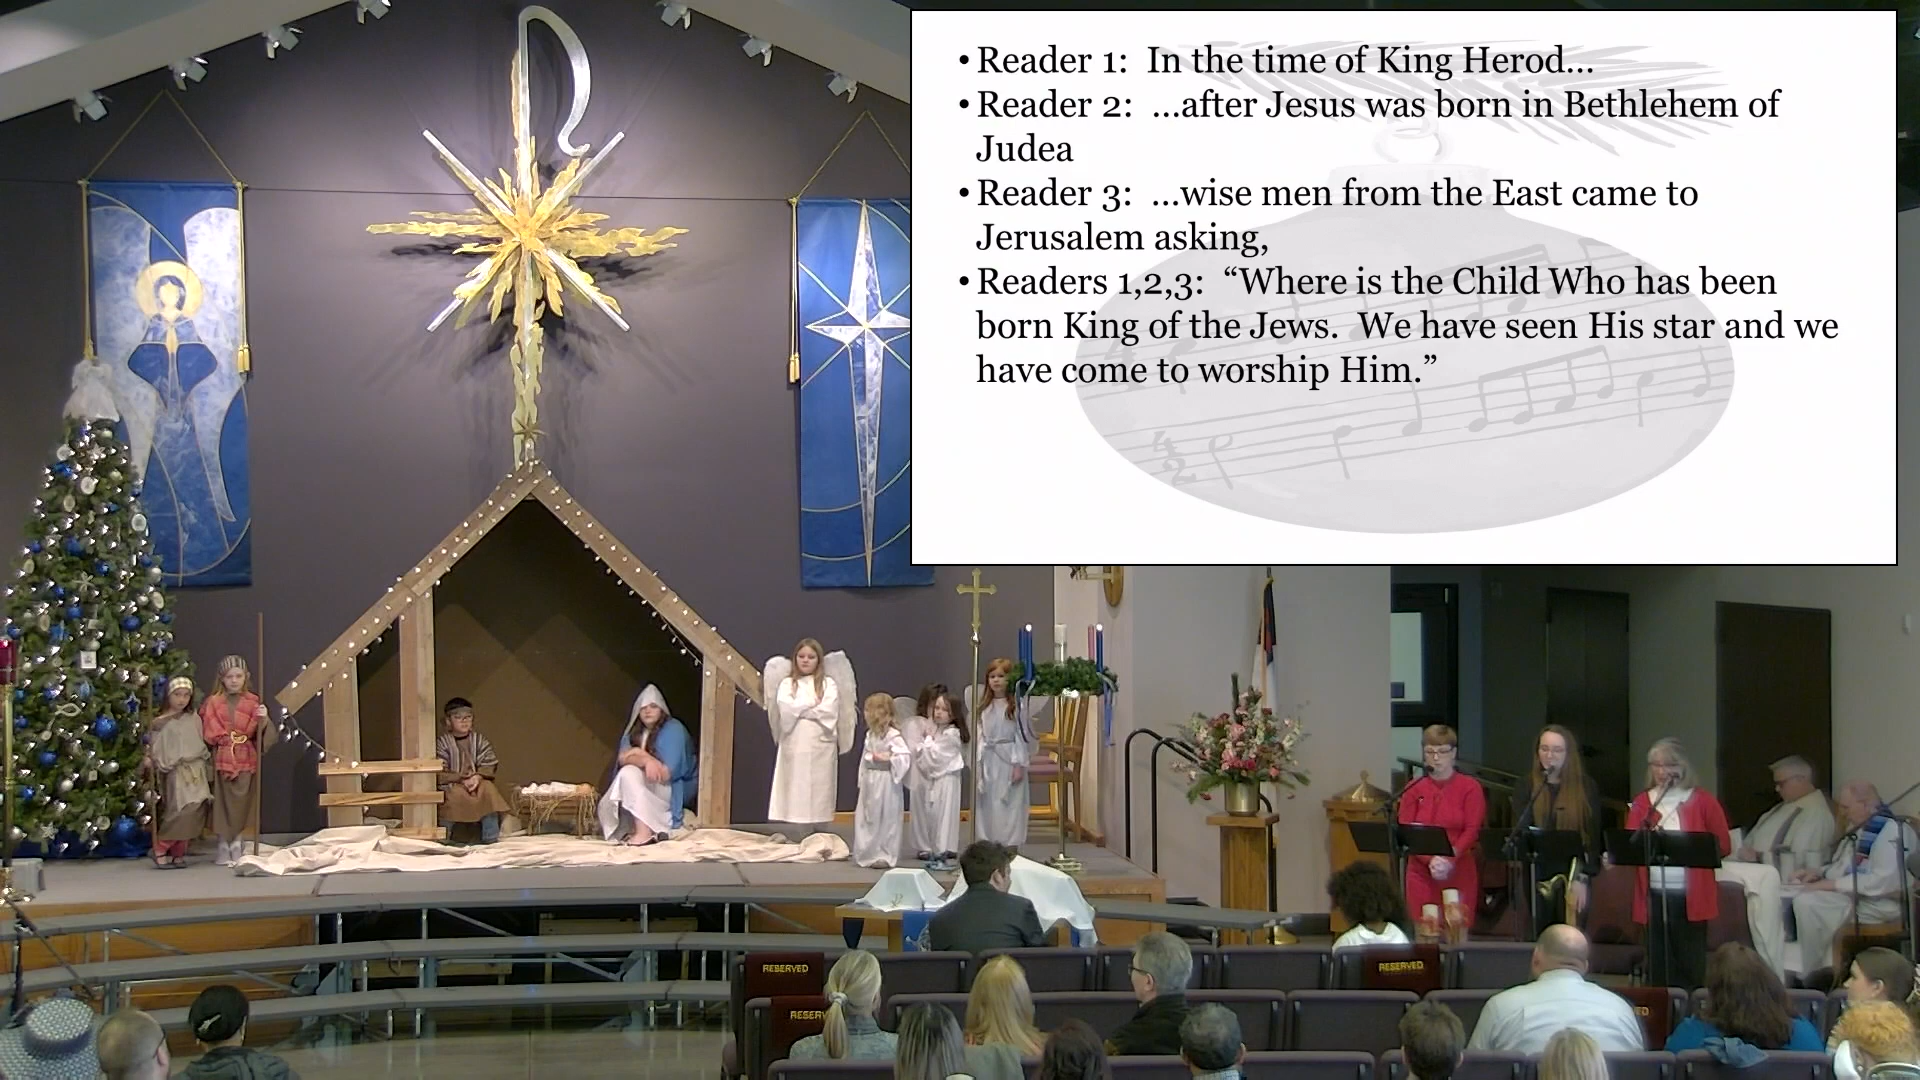 • Reader 1:  In the time of King Herod...
• Reader 2:  ...after Jesus was born in Bethlehem of
Judea
• Reader 3:  ...wise men from the East came to
Jerusalem asking,
• Readers 1,2,3:  “Where is the Child Who has been
born King of the Jews.  We have seen His star and we
have come to worship Him.”
4
2
RESERVED
RESERVED